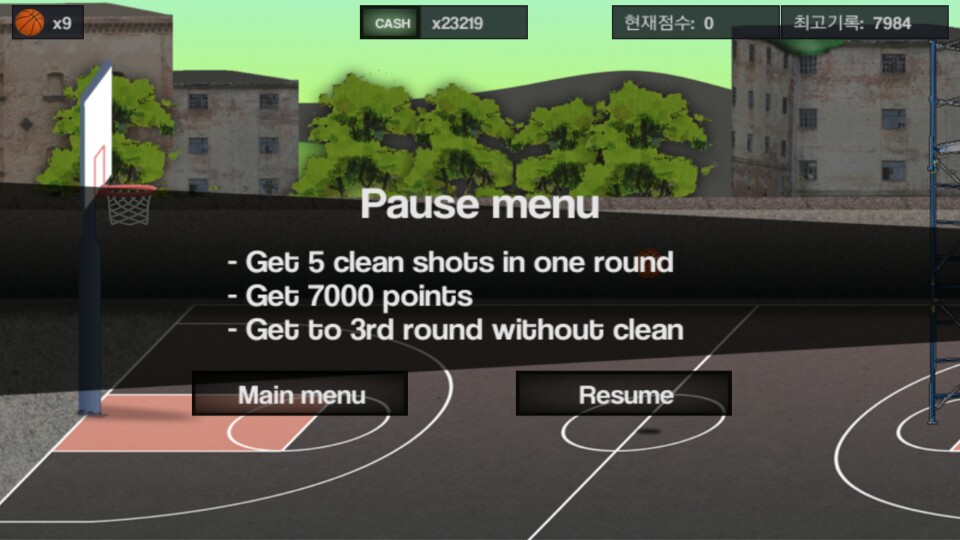 x9
CASH x23219
현재점수: 0
최고기록: 7984
Pause menu
- Get 5 clean shots in one round
- Get 7000 points
- Get to 3rd round without clean
Main menu
Resume